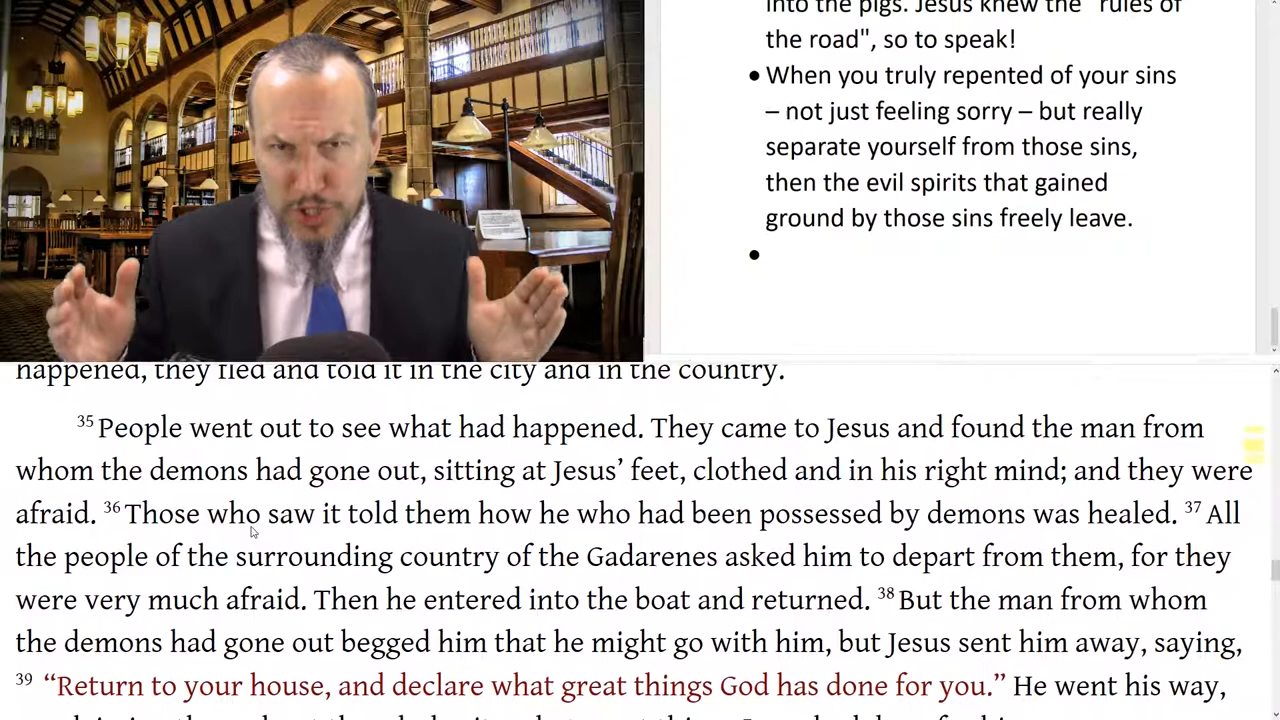 into the pigs. Jesus knew the "rules of
the road", so to speak!
• When you truly repented of your sins
– not just feeling sorry – but really
separate yourself from those sins,
then the evil spirits that gained
ground by those sins freely leave.
•
happened, they fled and told it in the city and in the country.
35 People went out to see what had happened. They came to Jesus and found the man from
whom the demons had gone out, sitting at Jesus’ feet, clothed and in his right mind; and they were
afraid. 36 Those who saw it told them how he who had been possessed by demons was healed. 37 All
the people of the surrounding country of the Gadarenes asked him to depart from them, for they
were very much afraid. Then he entered into the boat and returned. 38 But the man from whom
the demons had gone out begged him that he might go with him, but Jesus sent him away, saying,
39 “Return to your house, and declare what great things God has done for you.” He went his way,